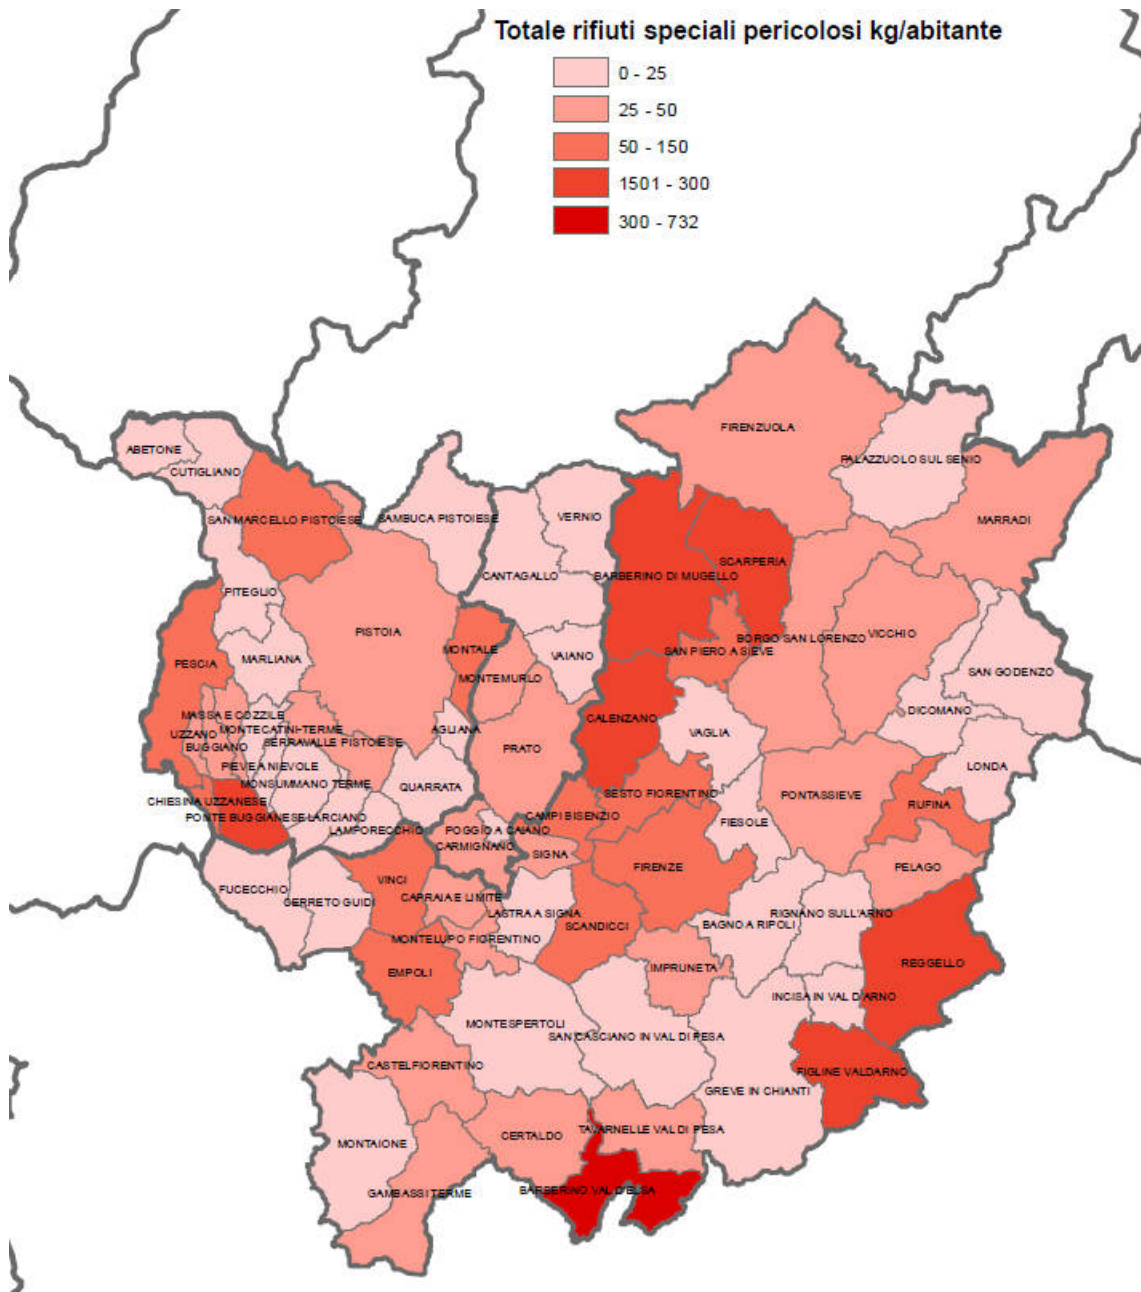 Totale rifiuti speciali pericolosi kg/abitante
0 - 25
25 - 50
50 - 150
1501 - 300
300 - 732
FIRENZUOLA
ABETONE
PALAZZUOLO SUL SENIO
CUTIGLIANO
SAN MARCELLO PISTOIESE
SAMBUCA PISTOIESE
VERNIO
MARRADI
SCARPERIA
CANTAGALLO
BARBERINO DI MUGELLO
PITEGLIO
PISTOIA
BORGO SAN LORENZO
VICCHIO
MONTALE
SAN PIERO A SIEVE
VAIANO
MARLIANA
PESCIA
SAN GODENZO
MONTEMURLO
DICOMANO
MASSA E COZZILE
CALENZANO
MONTECATINI-TERME
AGLIANA
UZZANO
VAGLIA
SERRAVALLE PISTOIESE
BUGGIANO
PRATO
PIEVE A NIEVOLE
LONDA
MONSUMMANO TERME
QUARRATA
SESTO FIORENTINO
PONTASSIEVE
CHIESINA UZZANESE
RUFINA
PONTE BUGGIANESE
LARCIANO
CAMPI BISENZIO
FIESOLE
LAMPORECCHIO
POGGIO A CAIANO
CARMIGNANO
SIGNA
FIRENZE
PELAGO
VINCI
FUCECCHIO
CERRETO GUIDI
CAPRAIA E LIMITE
LASTRA A SIGNA
RIGNANO SULL'ARNO
SCANDICCI
BAGNO A RIPOLI
MONTELUPO FIORENTINO
REGGELLO
IMPRUNETA
EMPOLI
INCISA IN VAL D'ARNO
MONTESPERTOLI
SAN CASCIANO IN VAL DI PESA
CASTELFIORENTINO
FIGLINE VALDARNO
GREVE IN CHIANTI
TAVARNELLE VAL DI PESA
CERTALDO
MONTAIONE
BARBERINO VAL D'ELSA
GAMBASSI TERME